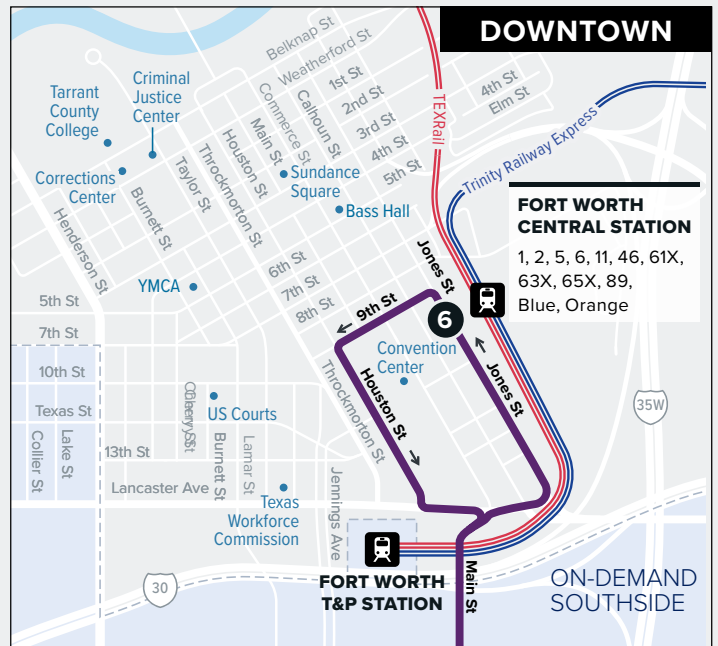 DOWNTOWN
Belknap St
Weatherford St
1st St
2nd St
3rd St
4th St
5th St
4th St
Elm St
Commerce St
Calhoun St
Main St
Houston St
Throckmorton St
Taylor St
Burnett St
Henderson St
Tarrant
County
College
Criminal
Justice
Center
Corrections
Center
Sundance
Square
Bass Hall
YMCA
TEXRail
Trinity Railway Express
FORT WORTH
CENTRAL STATION
1, 2, 5, 6, 11, 46, 61X,
63X, 65X, 89,
Blue, Orange
6th St
7th St
8th St
Jones St
9th St
6
Convention
Center
Jones St
Houston St
Throckmorton St
5th St
7th St
10th St
Texas St
13th St
Lancaster Ave
Collier St
Lake St
Cherry St
Burnett St
Lamar St
Jennings Ave
US Courts
Texas
Workforce
Commission
35W
30
FORT WORTH
T&P STATION
Main St
ON-DEMAND
SOUTHSIDE